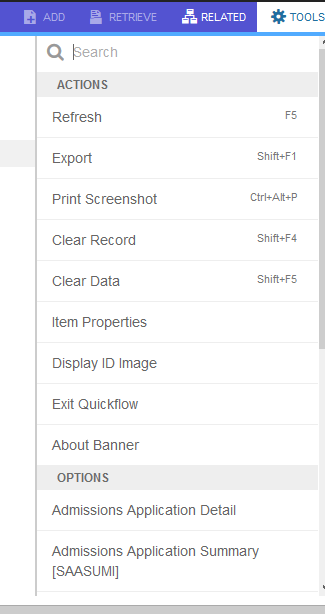 ADD RETRIEVE RELATED TOOLS
Search
ACTIONS
Refresh F5
Export Shift+F1
Print Screenshot Ctrl+Alt+P
Clear Record Shift+F4
Clear Data Shift+F5
Item Properties
Display ID Image
Exit Quickflow
About Banner
OPTIONS
Admissions Application Detail
Admissions Application Summary
[SAASUMI]